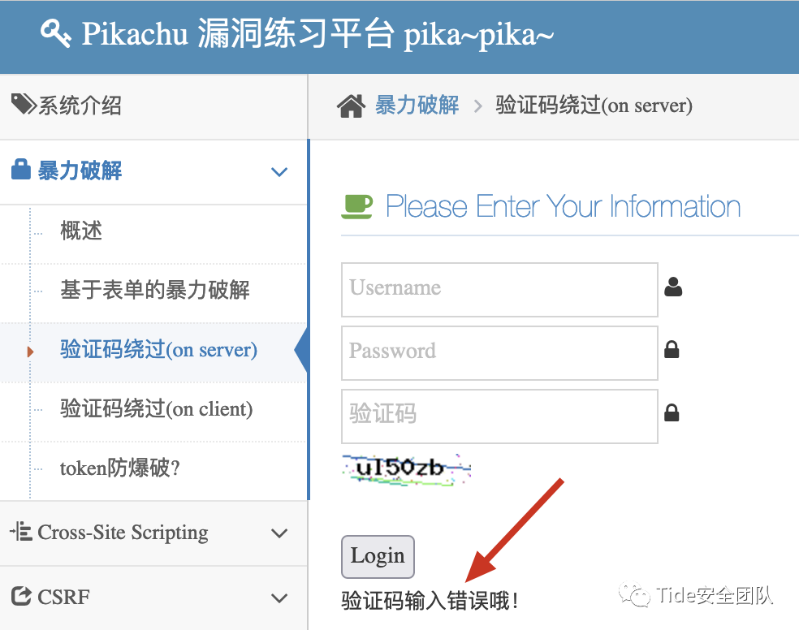 Pikachu 漏洞练习平台 pika~pika~
系统介绍
暴力破解
概述
基于表单的暴力破解
验证码绕过(on server)
验证码绕过(on client)
token防爆破?
Cross-Site Scripting
CSRF
暴力破解 > 验证码绕过(on server)
Please Enter Your Information
Username
Password
验证码
uI50zb
Login
验证码输入错误哦!
Tide安全团队